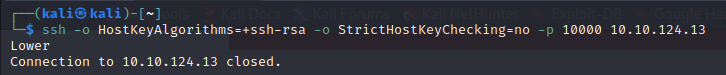 ┌──(kali㉿kali)-[~]
└─$ ssh -o HostKeyAlgorithms=+ssh-rsa -o StrictHostKeyChecking=no -p 10000 10.10.124.13
Lower
Connection to 10.10.124.13 closed.